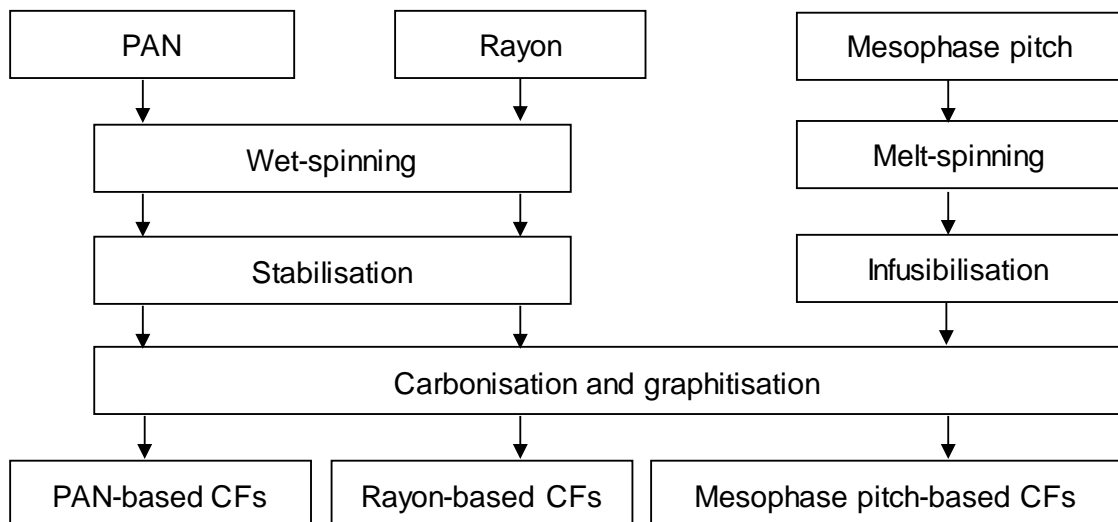 PAN
Rayon
Mesophase pitch
Wet-spinning
Melt-spinning
Stabilisation
Infusibilisation
Carbonisation and graphitisation
PAN-based CFs
Rayon-based CFs
Mesophase pitch-based CFs